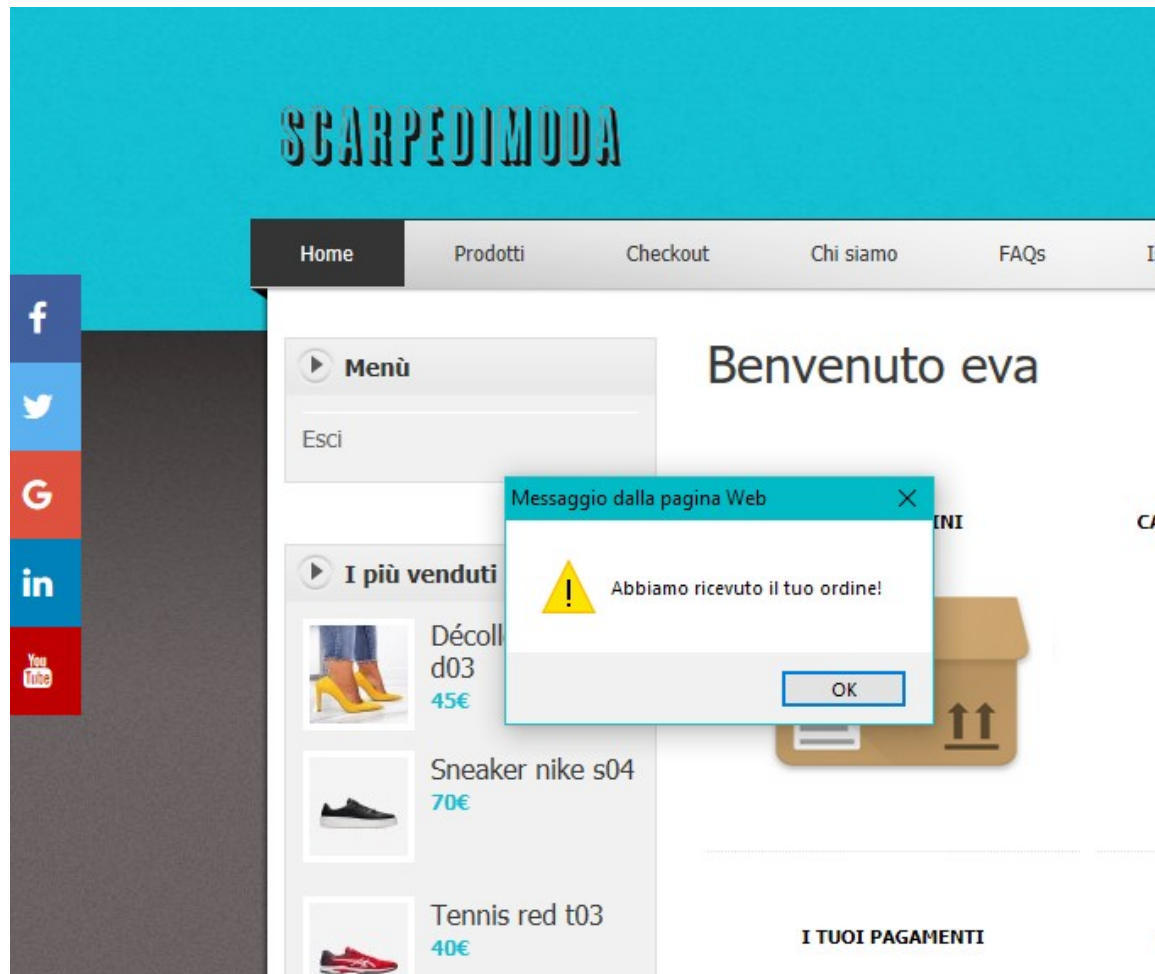 SCARPEDIMODA
Home Prodotti Checkout Chi siamo FAQs
f
G
in
You
Tube
Menù
Esci
Benvenuto eva
Messaggio dalla pagina Web
Abbiamo ricevuto il tuo ordine!
OK
I più venduti
d03
45€
Sneaker nike s04
70€
Tennis red t03
40€
I TUOI PAGAMENTI